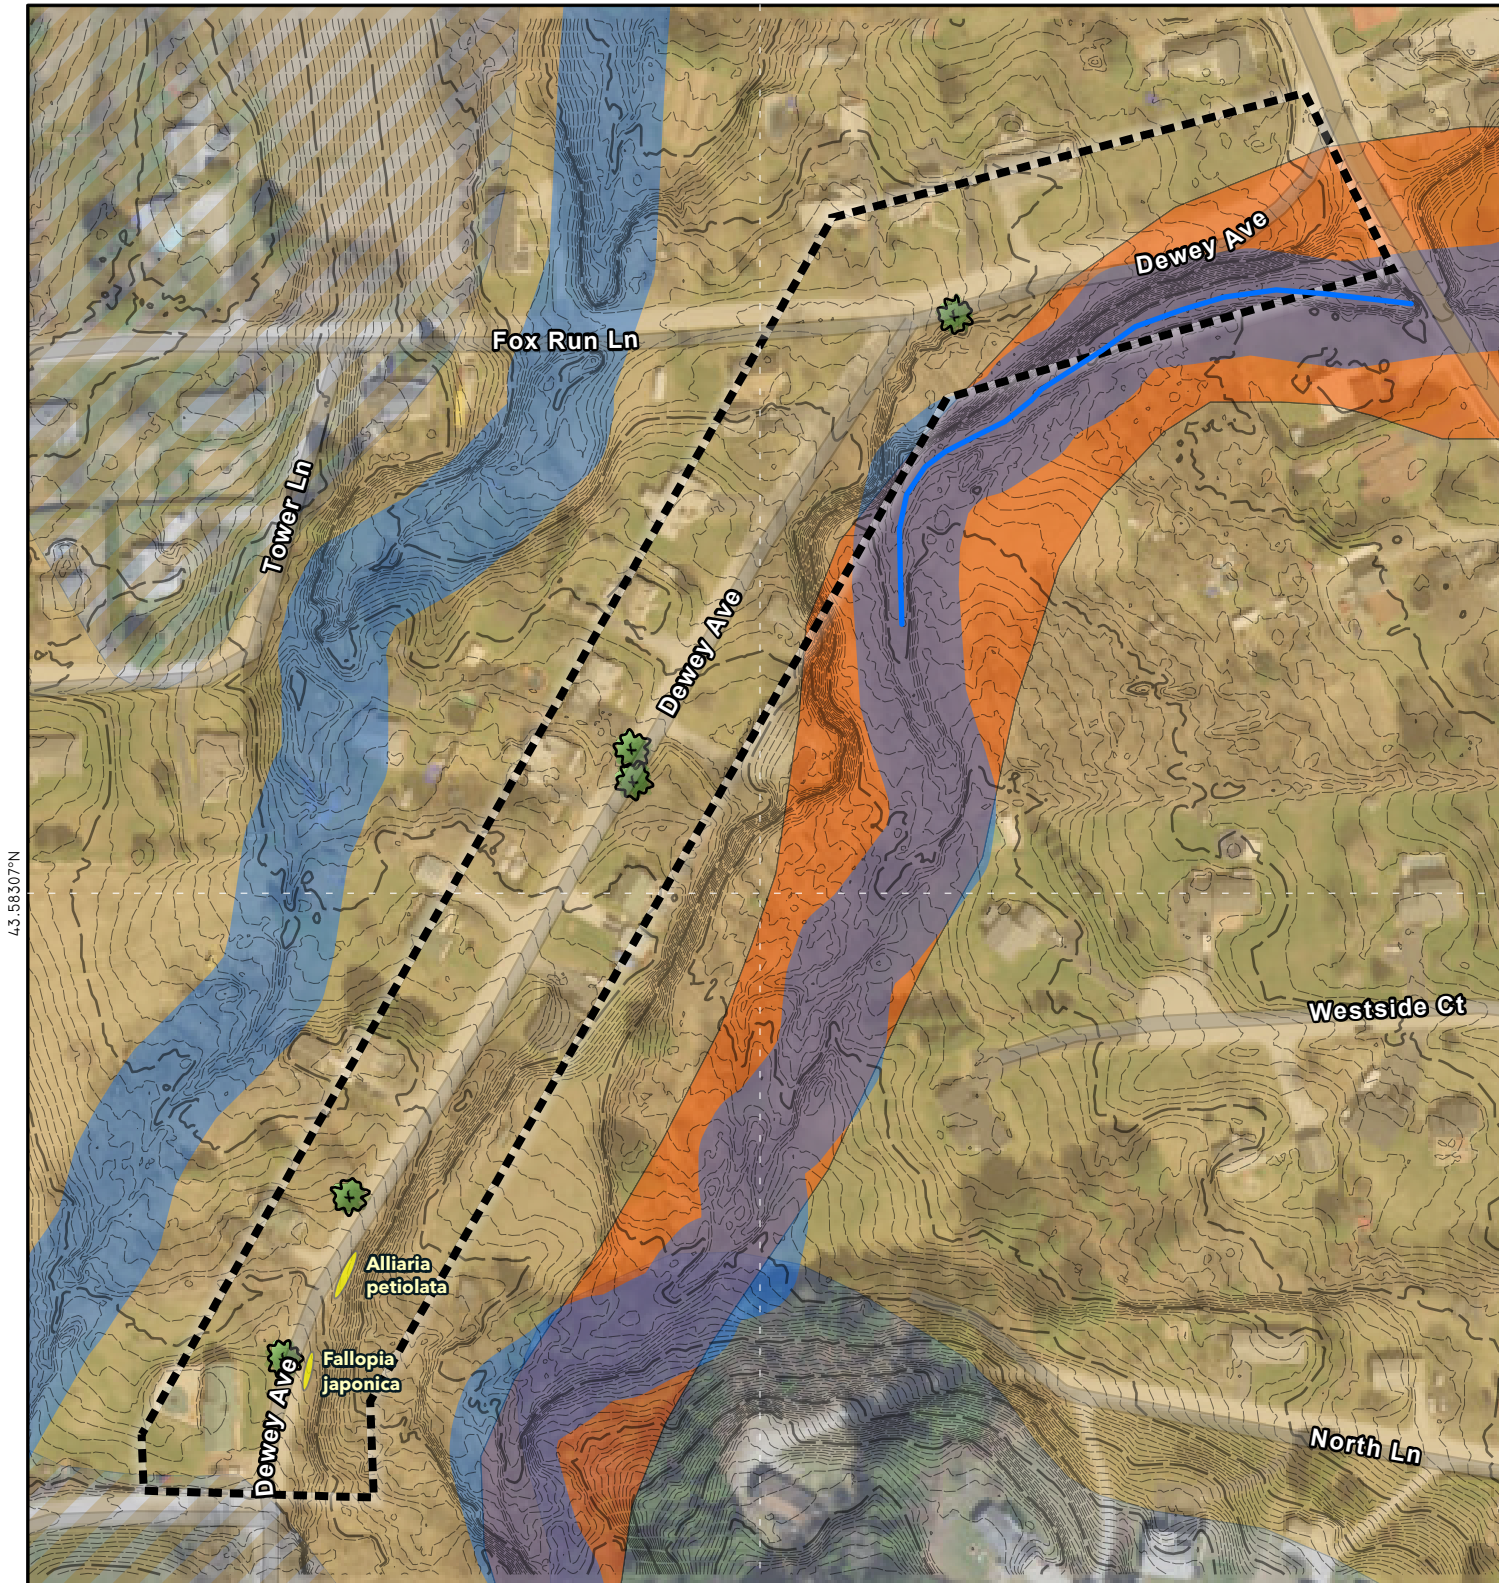 Dewey Ave
Fox Run Ln
Tower Ln
Dewey Ave
43.58307°N
Westside Ct
Alliaria
petiolata
Fallopia
japonica
Dewey Ave
North Ln